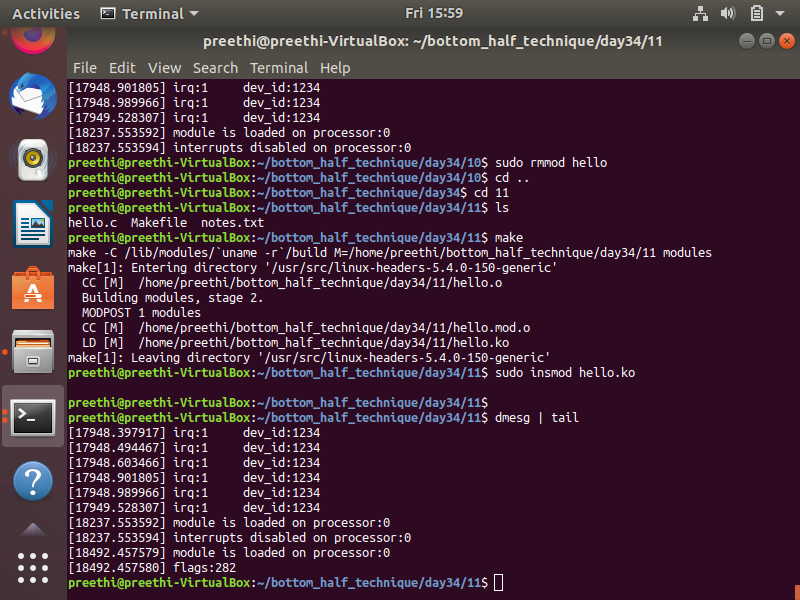 Activities Terminal Fri 15:59
preethi@preethi-VirtualBox: ~/bottom_half_technique/day34/11
File Edit View Search Terminal Help
[17948.901805] irq:1     dev_id:1234
[17948.989966] irq:1     dev_id:1234
[17949.528307] irq:1     dev_id:1234
[18237.553592] module is loaded on processor:0
[18237.553594] interrupts disabled on processor:0
preethi@preethi-VirtualBox:~/bottom_half_technique/day34/10$ sudo rmmod hello
preethi@preethi-VirtualBox:~/bottom_half_technique/day34/10$ cd ..
preethi@preethi-VirtualBox:~/bottom_half_technique/day34$ cd 11
preethi@preethi-VirtualBox:~/bottom_half_technique/day34/11$ ls
hello.c  Makefile  notes.txt
preethi@preethi-VirtualBox:~/bottom_half_technique/day34/11$ make
make -C /lib/modules/`uname -r`/build M=/home/preethi/bottom_half_technique/day34/11 modules
make[1]: Entering directory '/usr/src/linux-headers-5.4.0-150-generic'
  CC [M]  /home/preethi/bottom_half_technique/day34/11/hello.o
  Building modules, stage 2.
  MODPOST 1 modules
  CC [M]  /home/preethi/bottom_half_technique/day34/11/hello.mod.o
  LD [M]  /home/preethi/bottom_half_technique/day34/11/hello.ko
make[1]: Leaving directory '/usr/src/linux-headers-5.4.0-150-generic'
preethi@preethi-VirtualBox:~/bottom_half_technique/day34/11$ sudo insmod hello.ko
preethi@preethi-VirtualBox:~/bottom_half_technique/day34/11$
preethi@preethi-VirtualBox:~/bottom_half_technique/day34/11$ dmesg | tail
[17948.397917] irq:1     dev_id:1234
[17948.494467] irq:1     dev_id:1234
[17948.603466] irq:1     dev_id:1234
[17948.901805] irq:1     dev_id:1234
[17948.989966] irq:1     dev_id:1234
[17949.528307] irq:1     dev_id:1234
[18237.553592] module is loaded on processor:0
[18237.553594] interrupts disabled on processor:0
[18492.457579] module is loaded on processor:0
[18492.457580] flags:282
preethi@preethi-VirtualBox:~/bottom_half_technique/day34/11$